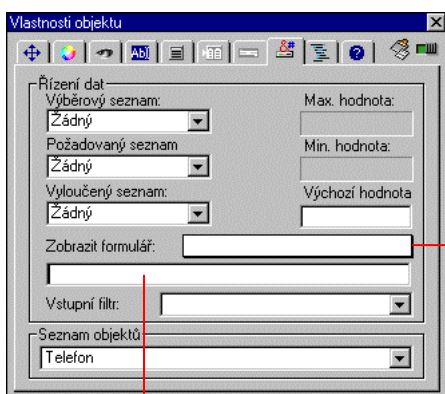 Vlastnosti objektu
Ab
&#
?
Řízení dat
Výběrový seznam:
Max. hodnota:
Žádný
Požadovaný seznam
Min. hodnota:
Žádný
Vyloučený seznam:
Výchozí hodnota
Žádný
Zobrazit formulář:
Vstupní filtr:
Seznam objektů
Telefon